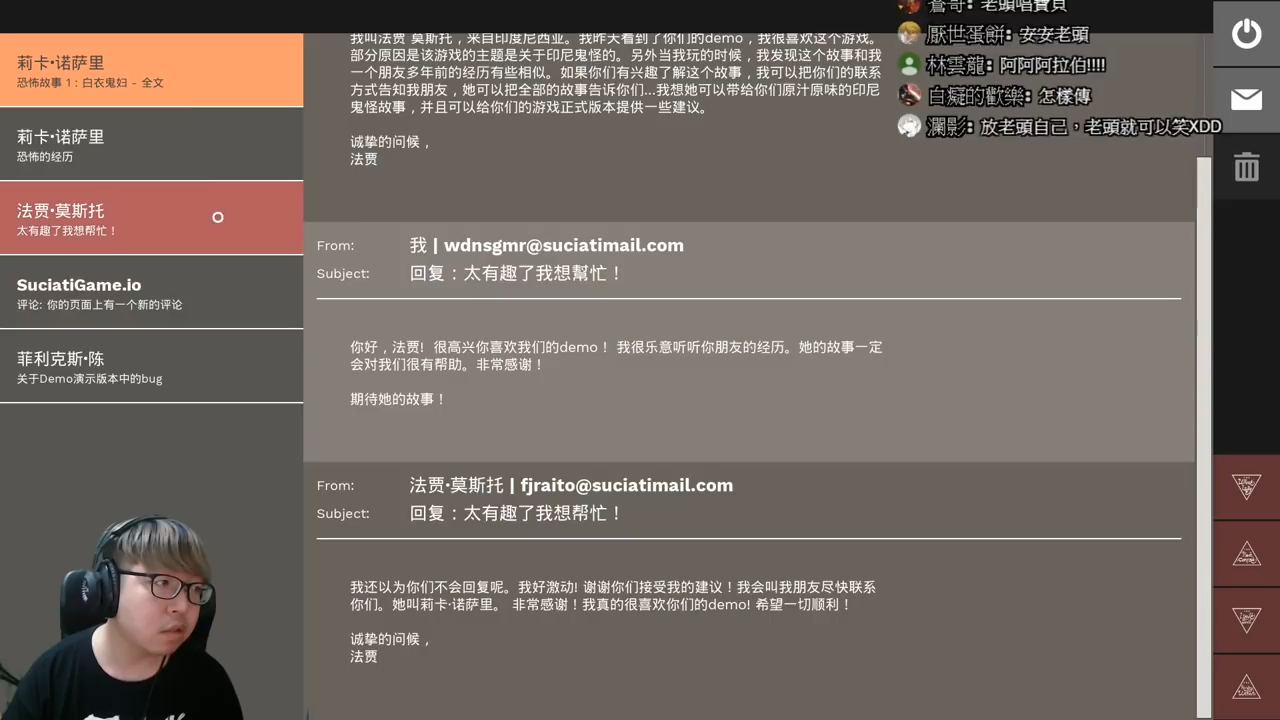 莉卡·诺萨里
恐怖故事 1：白衣鬼妇 - 全文
莉卡·诺萨里
恐怖的经历
法贾·莫斯托
太有趣了我想帮忙！
SuciatiGame.io
评论: 你的页面上有一个新的评论
菲利克斯·陈
关于Demo演示版本中的bug
我叫法贾 莫斯托，来自印度尼西亚。我昨天看到了你们的demo，我很喜欢这个游戏。
部分原因是该游戏的主题是关于印尼鬼怪的。另外当我玩的时候，我发现这个故事和我
一个朋友多年前的经历有些相似。如果你们有兴趣了解这个故事，我可以把你们的联系
方式告知我朋友，她可以把全部的故事告诉你们...我想她可以带给你们原汁原味的印尼
鬼怪故事，并且可以给你们的游戏正式版本提供一些建议。
诚挚的问候，
法贾
From: 我 | wdnsgmr@suciatimail.com
Subject: 回复：太有趣了我想幫忙！
你好，法贾! 很高兴你喜欢我们的demo！ 我很乐意听听你朋友的经历。她的故事一定
会对我们很有帮助。非常感谢！
期待她的故事！
From: 法贾·莫斯托 | fjraito@suciatimail.com
Subject: 回复：太有趣了我想帮忙！
我还以为你们不会回复呢。我好激动! 谢谢你们接受我的建议！我会叫我朋友尽快联系
你们。她叫莉卡·诺萨里。 非常感谢！我真的很喜欢你们的demo! 希望一切顺利！
诚挚的问候，
法贾
老頭唱寶貝
厭世蛋餅: 安安老頭
林雲龍: 阿阿阿拉伯!!!!
白癡的歡樂: 怎樣傳
瀾影: 放老頭自己，老頭就可以笑XDD